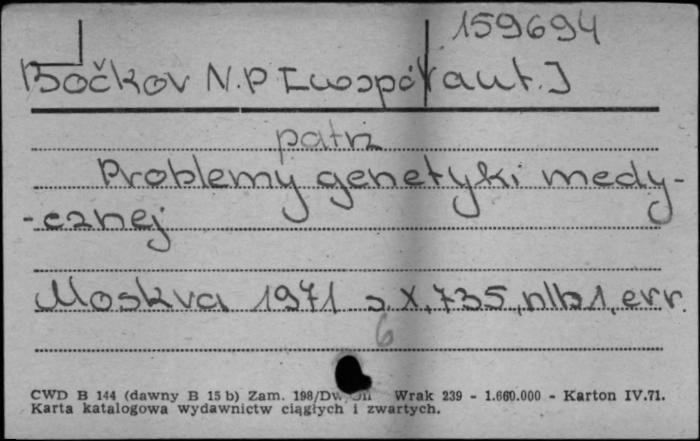 159694
Bočkov N.P [współaut.]
patrz
Problemy genetyki medy-
-cznej
Moskva 1971 s. X, 735, nlb 1, err.
6
CWD B 144 (dawny B 15 b) Zam. 198/Dw Wrak 239 - 1.660.000 - Karton IV.71.
Karta katalogowa wydawnictw ciągłych i zwartych.